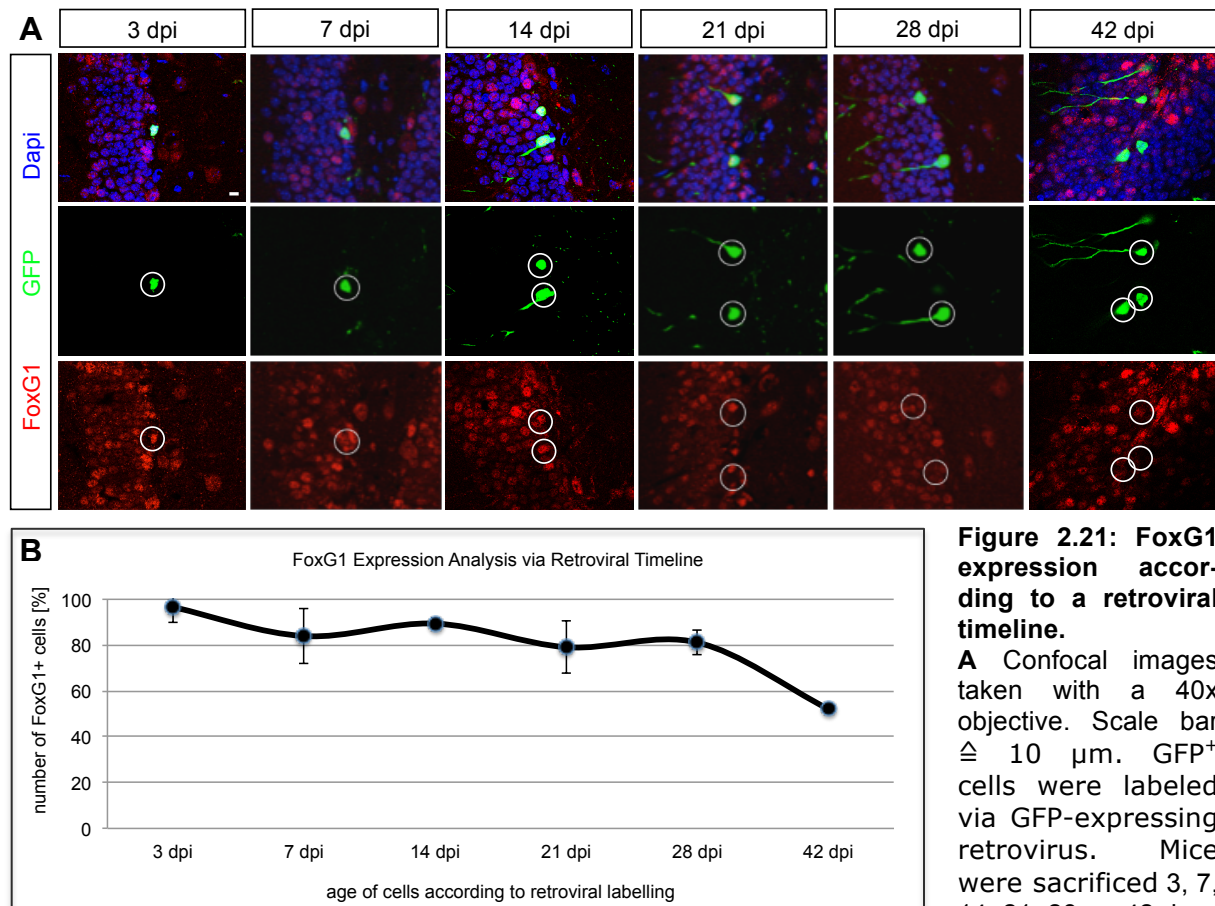 A
3 dpi
7 dpi
14 dpi
21 dpi
28 dpi
42 dpi
Dapi
GFP
FoxG1
B
FoxG1 Expression Analysis via Retroviral Timeline
number of FoxG1+ cells [%]
100
80
60
40
20
0
3 dpi
7 dpi
14 dpi
21 dpi
28 dpi
42 dpi
age of cells according to retroviral labelling
Figure 2.21: FoxG1
expression accor-
ding to a retroviral
timeline.
A Confocal images
taken with a 40x
objective. Scale bar
≙ 10 µm. GFP⁺
cells were labeled
via GFP-expressing
retrovirus. Mice
were sacrificed 3, 7,